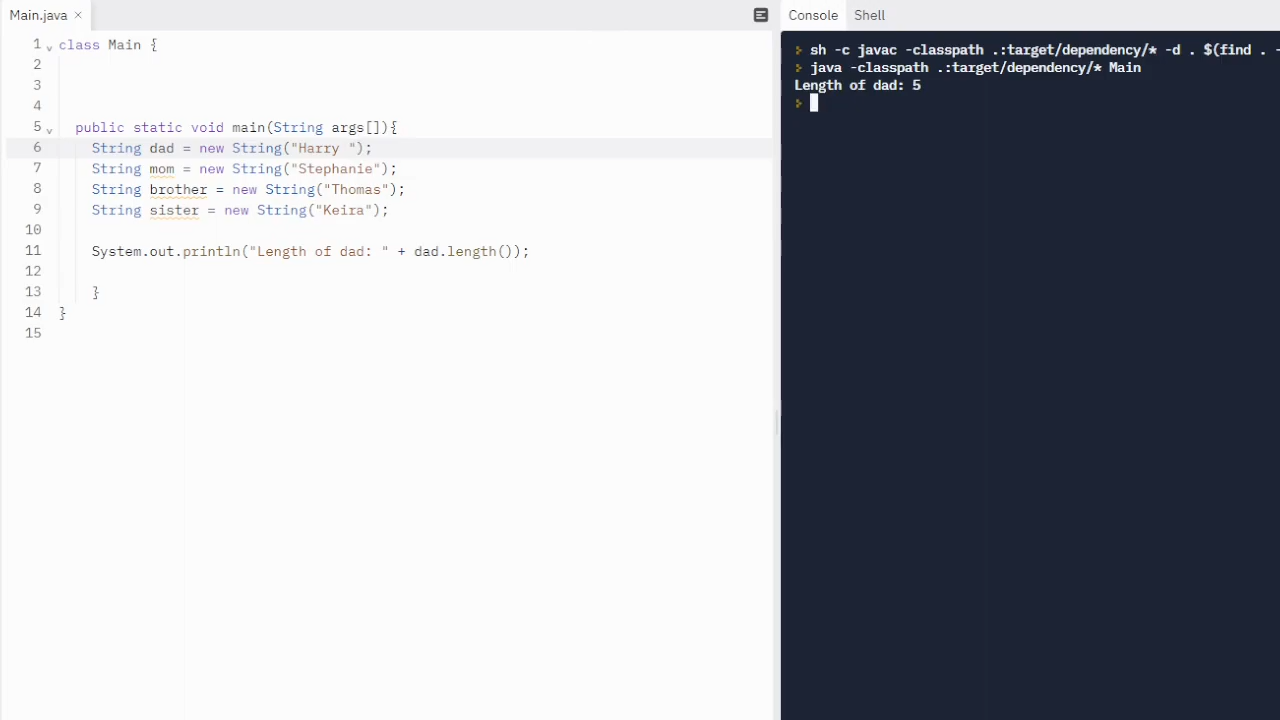 Main.java ×
1 class Main {
2
3
4
5 public static void main(String args[]){
6 String dad = new String("Harry ");
7 String mom = new String("Stephanie");
8 String brother = new String("Thomas");
9 String sister = new String("Keira");
10
11 System.out.println("Length of dad: " + dad.length());
12
13 }
14 }
15
Console Shell
sh -c javac -classpath .:target/dependency/* -d . $(find . -
java -classpath .:target/dependency/* Main
Length of dad: 5